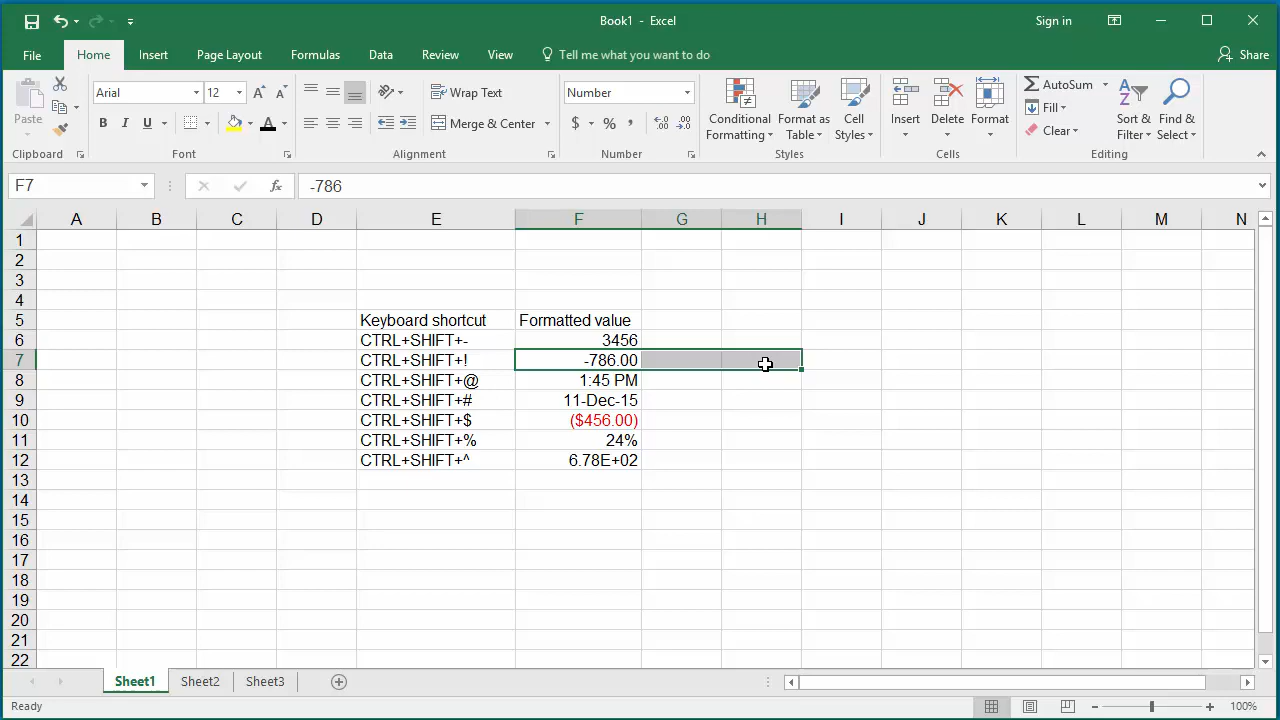 Book1 - Excel
Sign in
File Home Insert Page Layout Formulas Data Review View Tell me what you want to do Share
Paste
Arial 12
B I U A
Wrap Text
Merge & Center
Number
$ % ,
Conditional Formatting
Format as Table
Cell Styles
Insert
Delete
Format
AutoSum
Fill
Clear
Sort & Filter
Find & Select
Clipboard Font Alignment Number Styles Cells Editing
F7 fx -786
A B C D E F G H I J K L M N
1
2
3
4
5 Keyboard shortcut Formatted value
6 CTRL+SHIFT+- 3456
7 CTRL+SHIFT+! -786.00
8 CTRL+SHIFT+@ 1:45 PM
9 CTRL+SHIFT+# 11-Dec-15
10 CTRL+SHIFT+$ ($456.00)
11 CTRL+SHIFT+% 24%
12 CTRL+SHIFT+^ 6.78E+02
13
14
15
16
17
18
19
20
21
22
Sheet1 Sheet2 Sheet3
Ready 100%